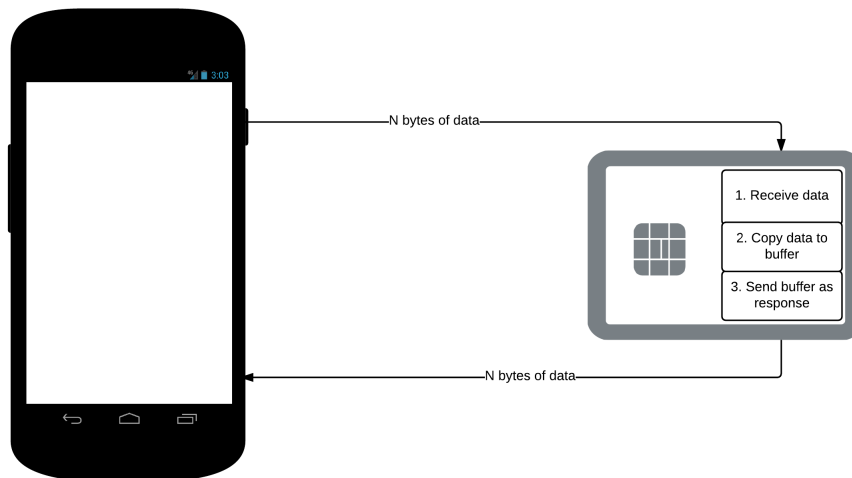 3:03
N bytes of data
1. Receive data
2. Copy data to
buffer
3. Send buffer as
response
N bytes of data